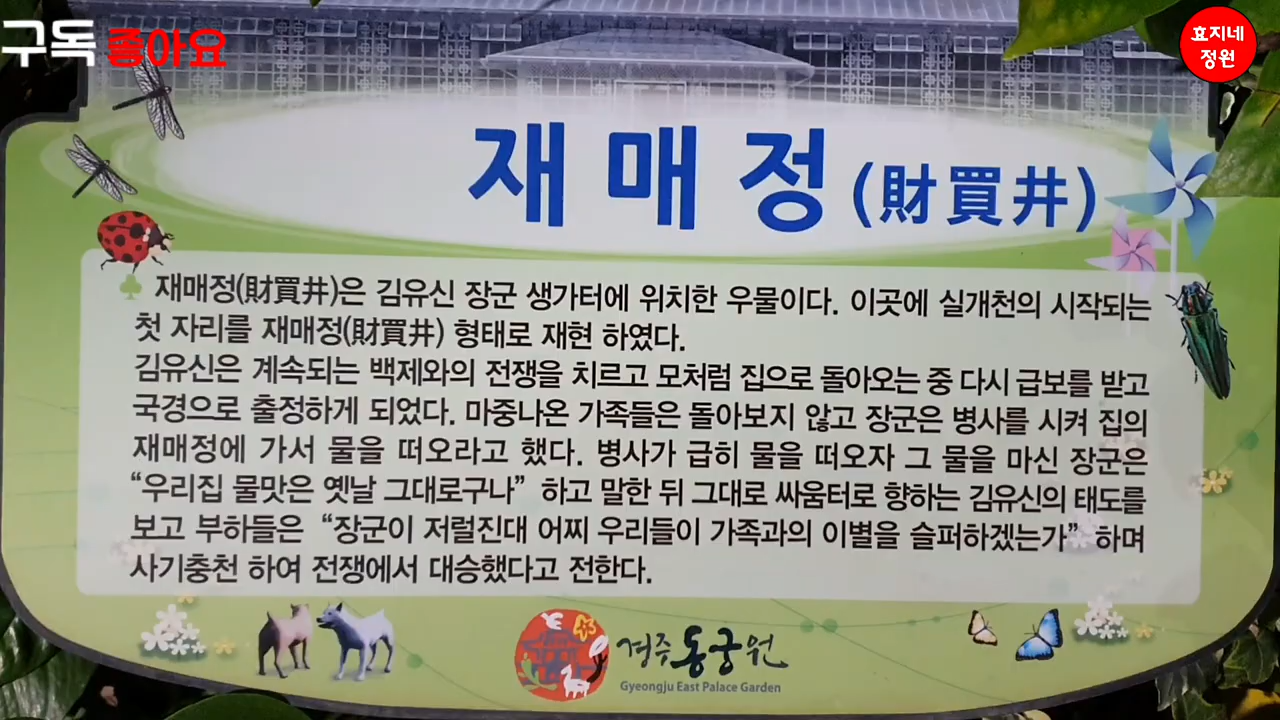 구독 좋아요
효지네
정원
재매정(財買井)
재매정(財買井)은 김유신 장군 생가터에 위치한 우물이다. 이곳에 실개천의 시작되는
첫 자리를 재매정(財買井) 형태로 재현 하였다.
김유신은 계속되는 백제와의 전쟁을 치르고 모처럼 집으로 돌아오는 중 다시 급보를 받고
국경으로 출정하게 되었다. 마중나온 가족들은 돌아보지 않고 장군은 병사를 시켜 집의
재매정에 가서 물을 떠오라고 했다. 병사가 급히 물을 떠오자 그 물을 마신 장군은
“우리집 물맛은 옛날 그대로구나” 하고 말한 뒤 그대로 싸움터로 향하는 김유신의 태도를
보고 부하들은 “장군이 저럴진대 어찌 우리들이 가족과의 이별을 슬퍼하겠는가” 하며
사기충천 하여 전쟁에서 대승했다고 전한다.
경주 동궁원
Gyeongju East Palace Garden